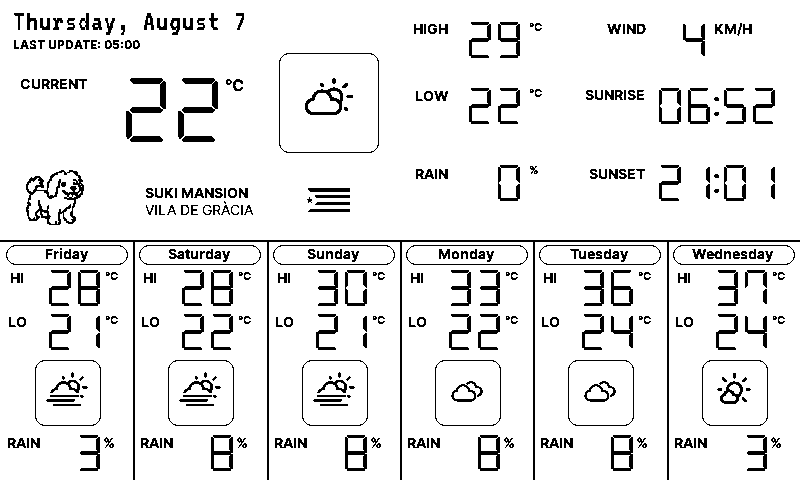 Thursday, August 7
LAST UPDATE: 05:00
CURRENT 22 °C
HIGH 29 °C
WIND 4 KM/H
LOW 22 °C
SUNRISE 06:52
RAIN 0 %
SUNSET 21:01
SUKI MANSION
VILA DE GRÀCIA
Friday
HI 28 °C
LO 21 °C
RAIN 3 %
Saturday
HI 28 °C
LO 22 °C
RAIN 8 %
Sunday
HI 30 °C
LO 21 °C
RAIN 8 %
Monday
HI 33 °C
LO 22 °C
RAIN 8 %
Tuesday
HI 36 °C
LO 24 °C
RAIN 8 %
Wednesday
HI 37 °C
LO 24 °C
RAIN 3 %